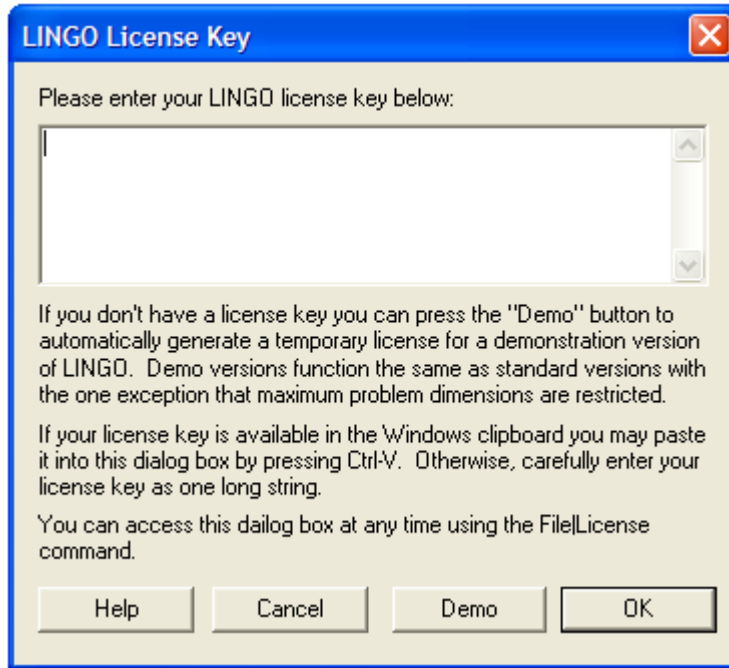 LINGO License Key
Please enter your LINGO license key below:
If you don't have a license key you can press the "Demo" button to
automatically generate a temporary license for a demonstration version
of LINGO.  Demo versions function the same as standard versions with
the one exception that maximum problem dimensions are restricted.
If your license key is available in the Windows clipboard you may paste
it into this dialog box by pressing Ctrl-V.  Otherwise, carefully enter your
license key as one long string.
You can access this dailog box at any time using the File|License
command.
Help Cancel Demo OK